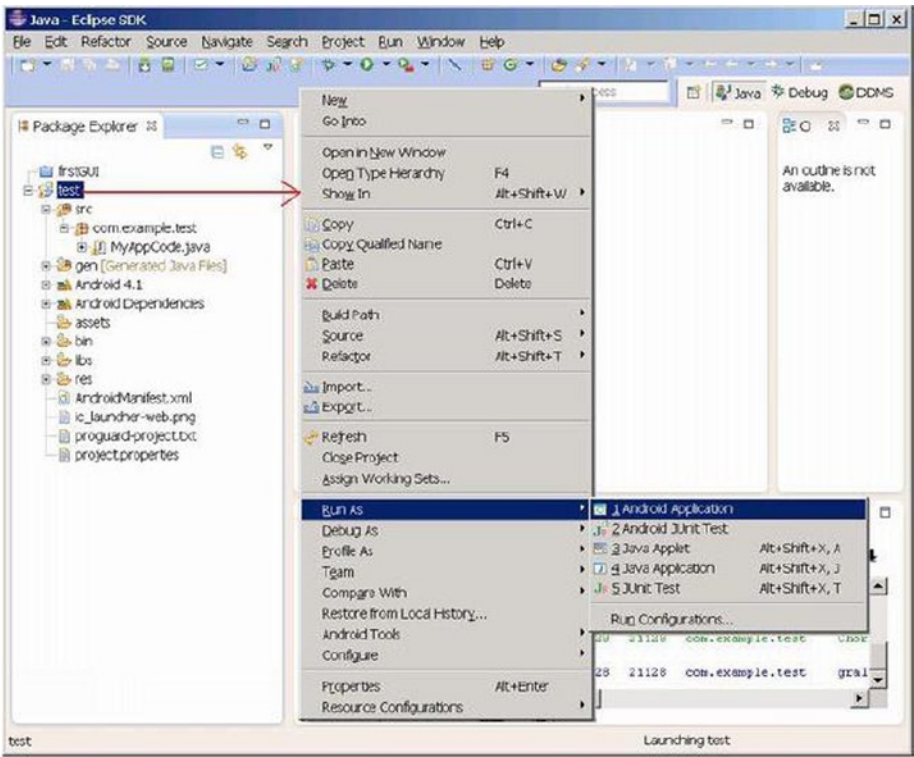 Java - Eclipse SDK
File Edit Refactor Source Navigate Search Project Run Window Help
Java Debug DDMS
Package Explorer
firstGUI
test
src
com.example.test
MyAppCode.java
gen [Generated Java Files]
Android 4.1
Android Dependencies
assets
bin
libs
res
AndroidManifest.xml
ic_launcher-web.png
proguard-project.txt
project.properties
New
Go Into
Open in New Window
Open Type Hierarchy F4
Show In Alt+Shift+W
Copy Ctrl+C
Copy Qualified Name
Paste Ctrl+V
Delete Delete
Build Path
Source Alt+Shift+S
Refactor Alt+Shift+T
Import...
Export...
Refresh F5
Close Project
Assign Working Sets...
Run As
Debug As
Profile As
Team
Compare With
Restore from Local History...
Android Tools
Configure
Properties Alt+Enter
Resource Configurations
1 Android Application
2 Android JUnit Test
3 Java Applet Alt+Shift+X, A
4 Java Application Alt+Shift+X, J
5 JUnit Test Alt+Shift+X, T
Run Configurations...
O
An outline is not
available.
21128 com.example.test Chor
28 21128 com.example.test gral
test
Launching test